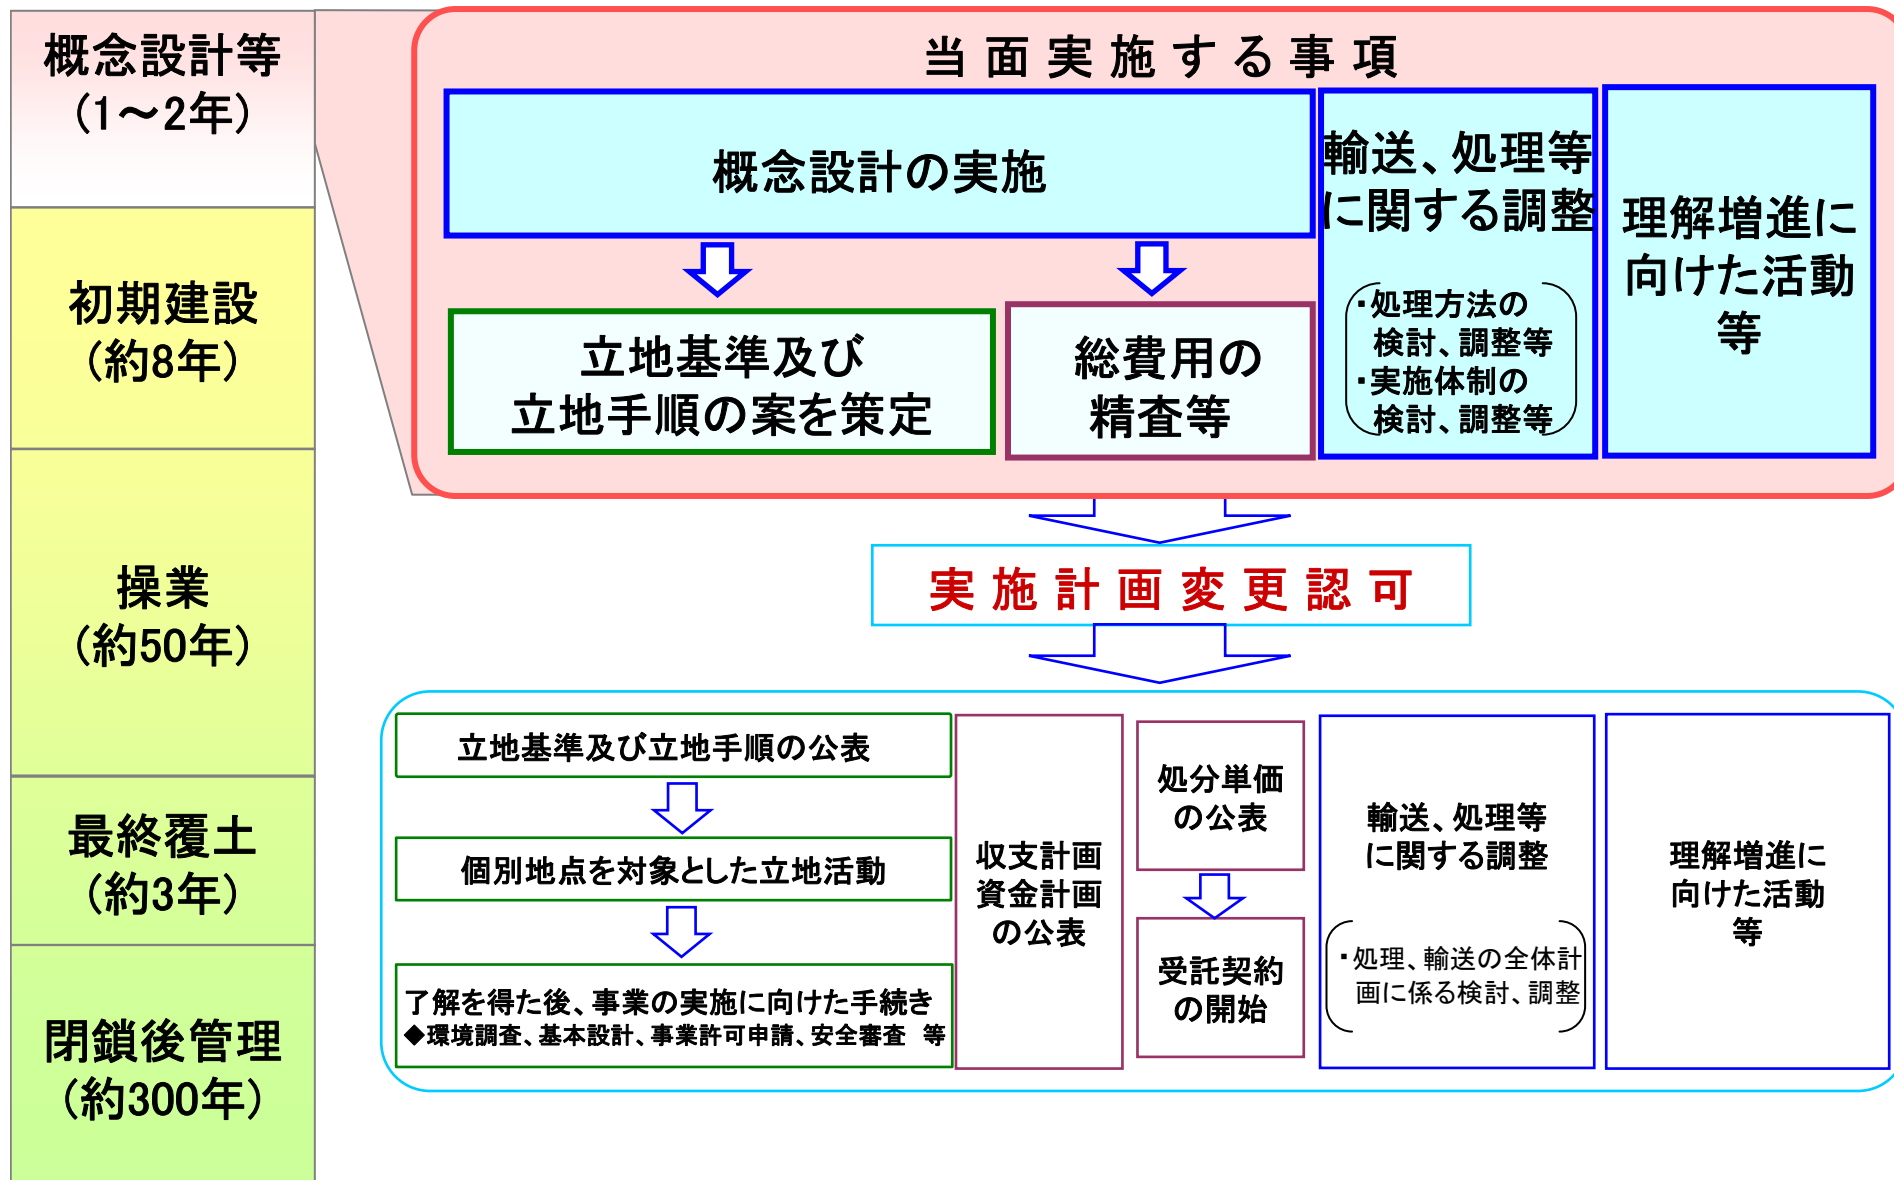 概念設計等
(1～2年)
初期建設
(約8年)
操業
(約50年)
最終覆土
(約3年)
閉鎖後管理
(約300年)
当面実施する事項
概念設計の実施
立地基準及び
立地手順の案を策定
総費用の
精査等
輸送、処理等
に関する調整
・処理方法の
検討、調整等
・実施体制の
検討、調整等
理解増進に
向けた活動
等
実施計画変更認可
立地基準及び立地手順の公表
個別地点を対象とした立地活動
了解を得た後、事業の実施に向けた手続き
◆環境調査、基本設計、事業許可申請、安全審査　等
収支計画
資金計画
の公表
処分単価
の公表
受託契約
の開始
輸送、処理等
に関する調整
・処理、輸送の全体計
画に係る検討、調整
理解増進に
向けた活動
等